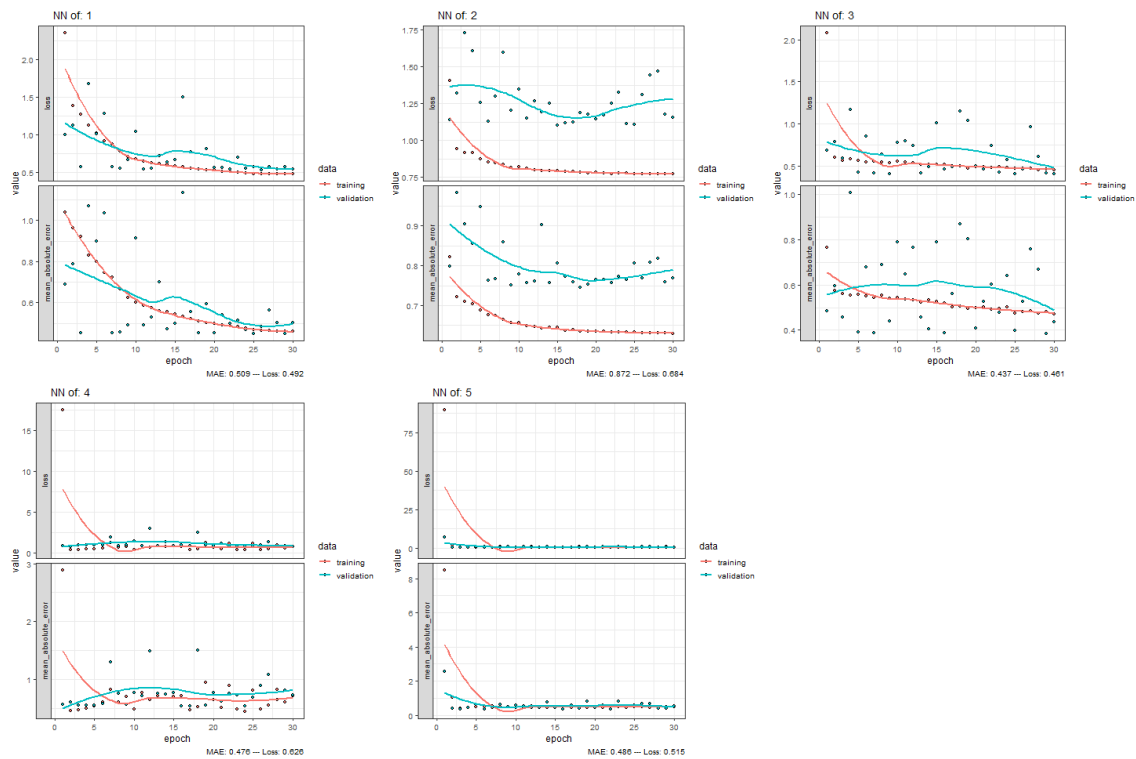 NN of: 1
2.0
1.5
1.0
0.5
loss
value
1.0
0.8
0.6
mean_absolute_error
0 5 10 15 20 25 30
epoch
data
training
validation
MAE: 0.509 --- Loss: 0.492
NN of: 2
1.75
1.50
1.25
1.00
0.75
loss
value
0.9
0.8
0.7
mean_absolute_error
0 5 10 15 20 25 30
epoch
data
training
validation
MAE: 0.872 --- Loss: 0.684
NN of: 3
2.0
1.5
1.0
0.5
loss
value
1.0
0.8
0.6
0.4
mean_absolute_error
0 5 10 15 20 25 30
epoch
data
training
validation
MAE: 0.437 --- Loss: 0.461
NN of: 4
15
10
5
0
loss
value
3
2
1
mean_absolute_error
0 5 10 15 20 25 30
epoch
data
training
validation
MAE: 0.476 --- Loss: 0.626
NN of: 5
75
50
25
0
loss
value
8
6
4
2
0
mean_absolute_error
0 5 10 15 20 25 30
epoch
data
training
validation
MAE: 0.486 --- Loss: 0.515